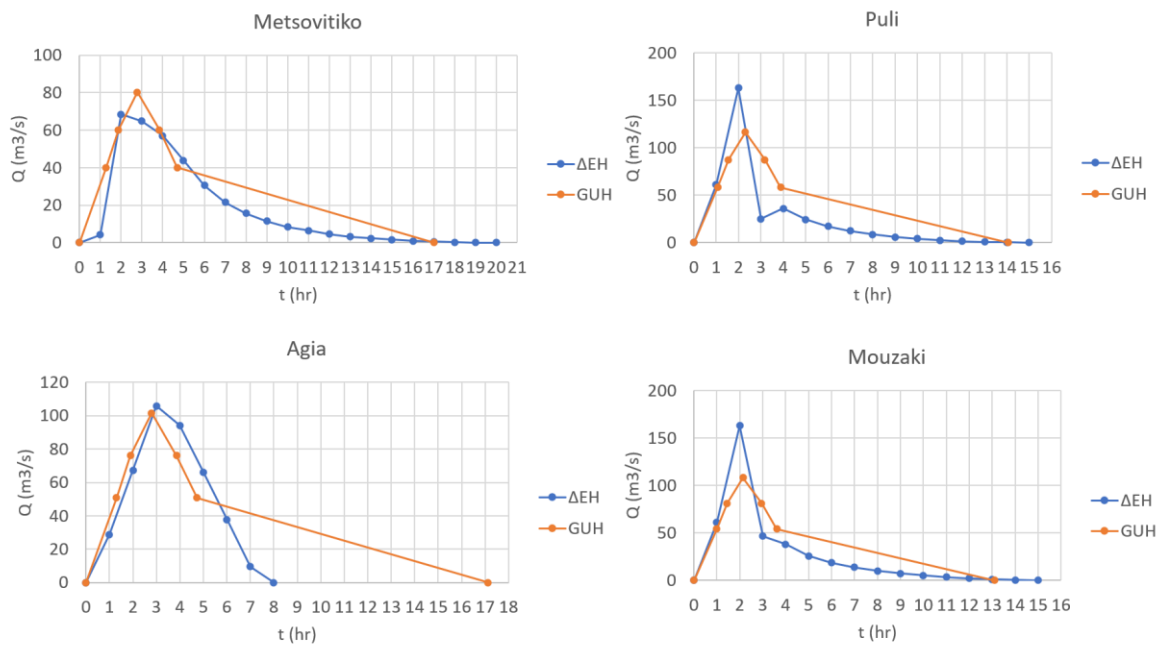 Metsovitiko
100
80
60
40
20
0
Q (m3/s)
0 1 2 3 4 5 6 7 8 9 10 11 12 13 14 15 16 17 18 19 20 21
t (hr)
ΔEH
GUH
Puli
200
150
100
50
0
Q (m3/s)
0 1 2 3 4 5 6 7 8 9 10 11 12 13 14 15 16
t (hr)
ΔEH
GUH
Agia
120
100
80
60
40
20
0
Q (m3/s)
0 1 2 3 4 5 6 7 8 9 10 11 12 13 14 15 16 17 18
t (hr)
ΔEH
GUH
Mouzaki
200
150
100
50
0
Q (m3/s)
0 1 2 3 4 5 6 7 8 9 10 11 12 13 14 15 16
t (hr)
ΔEH
GUH